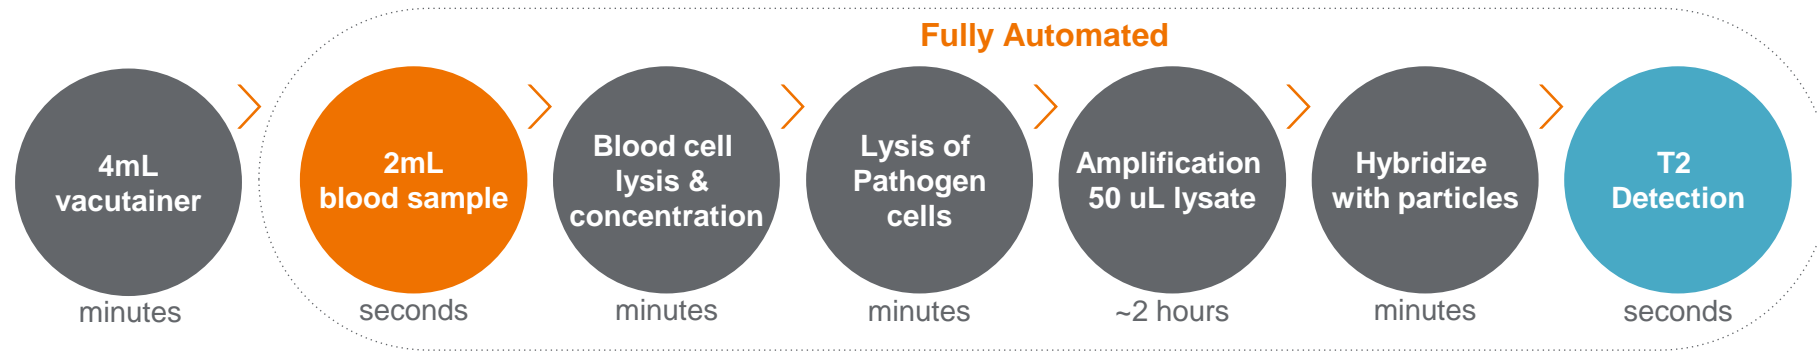 Fully Automated
4mL
vacutainer
minutes
2mL
blood sample
seconds
Blood cell
lysis &
concentration
minutes
Lysis of
Pathogen
cells
minutes
Amplification
50 uL lysate
~2 hours
Hybridize
with particles
minutes
T2
Detection
seconds